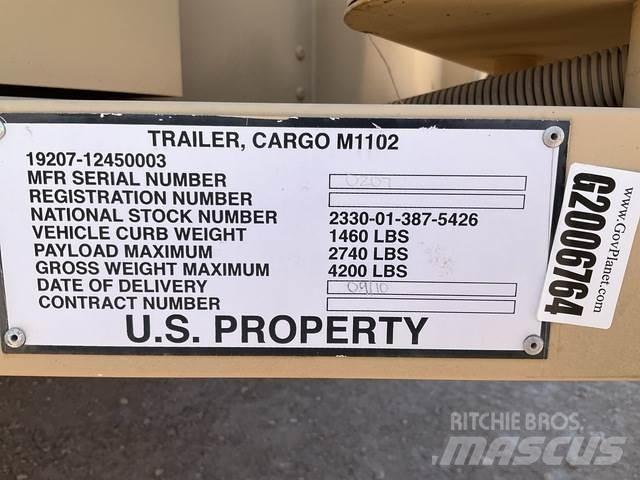 TRAILER, CARGO M1102
19207-12450003
MFR SERIAL NUMBER
REGISTRATION NUMBER
NATIONAL STOCK NUMBER 2330-01-387-5426
VEHICLE CURB WEIGHT 1460 LBS
PAYLOAD MAXIMUM 2740 LBS
GROSS WEIGHT MAXIMUM 4200 LBS
DATE OF DELIVERY 09/10
CONTRACT NUMBER
U.S. PROPERTY
www.GovPlanet.com
G2006764
RITCHIE BROS.
MASCUS